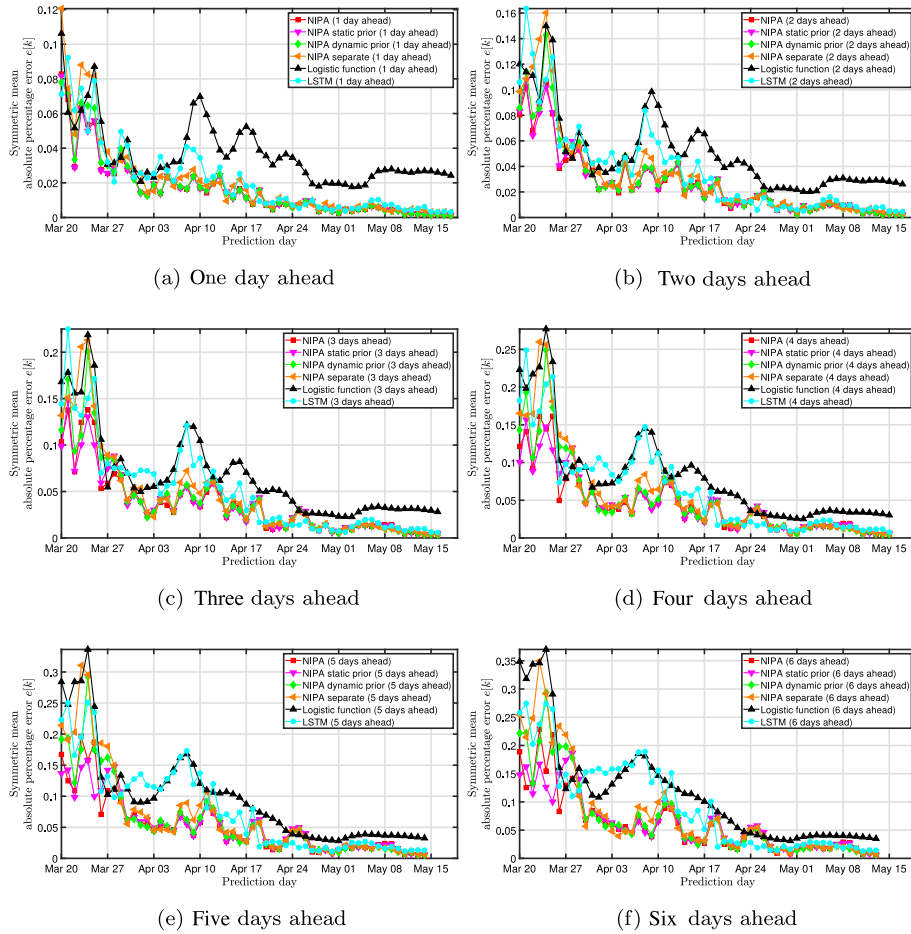 0.12
0.1
0.08
0.06
0.04
0.02
0
Symmetric mean
absolute percentage error e[k]
NIPA (1 day ahead)
NIPA static prior (1 day ahead)
NIPA dynamic prior (1 day ahead)
NIPA separate (1 day ahead)
Logistic function (1 day ahead)
LSTM (1 day ahead)
Mar 20 Mar 27 Apr 03 Apr 10 Apr 17 Apr 24 May 01 May 08 May 15
Prediction day
(a) One day ahead
0.16
0.14
0.12
0.1
0.08
0.06
0.04
0.02
0
Symmetric mean
absolute percentage error e[k]
NIPA (2 days ahead)
NIPA static prior (2 days ahead)
NIPA dynamic prior (2 days ahead)
NIPA separate (2 days ahead)
Logistic function (2 days ahead)
LSTM (2 days ahead)
Mar 20 Mar 27 Apr 03 Apr 10 Apr 17 Apr 24 May 01 May 08 May 15
Prediction day
(b) Two days ahead
0.2
0.15
0.1
0.05
0
Symmetric mean
absolute percentage error e[k]
NIPA (3 days ahead)
NIPA static prior (3 days ahead)
NIPA dynamic prior (3 days ahead)
NIPA separate (3 days ahead)
Logistic function (3 days ahead)
LSTM (3 days ahead)
Mar 20 Mar 27 Apr 03 Apr 10 Apr 17 Apr 24 May 01 May 08 May 15
Prediction day
(c) Three days ahead
0.25
0.2
0.15
0.1
0.05
0
Symmetric mean
absolute percentage error e[k]
NIPA (4 days ahead)
NIPA static prior (4 days ahead)
NIPA dynamic prior (4 days ahead)
NIPA separate (4 days ahead)
Logistic function (4 days ahead)
LSTM (4 days ahead)
Mar 20 Mar 27 Apr 03 Apr 10 Apr 17 Apr 24 May 01 May 08 May 15
Prediction day
(d) Four days ahead
0.3
0.25
0.2
0.15
0.1
0.05
0
Symmetric mean
absolute percentage error e[k]
NIPA (5 days ahead)
NIPA static prior (5 days ahead)
NIPA dynamic prior (5 days ahead)
NIPA separate (5 days ahead)
Logistic function (5 days ahead)
LSTM (5 days ahead)
Mar 20 Mar 27 Apr 03 Apr 10 Apr 17 Apr 24 May 01 May 08 May 15
Prediction day
(e) Five days ahead
0.35
0.3
0.25
0.2
0.15
0.1
0.05
0
Symmetric mean
absolute percentage error e[k]
NIPA (6 days ahead)
NIPA static prior (6 days ahead)
NIPA dynamic prior (6 days ahead)
NIPA separate (6 days ahead)
Logistic function (6 days ahead)
LSTM (6 days ahead)
Mar 20 Mar 27 Apr 03 Apr 10 Apr 17 Apr 24 May 01 May 08 May 15
Prediction day
(f) Six days ahead